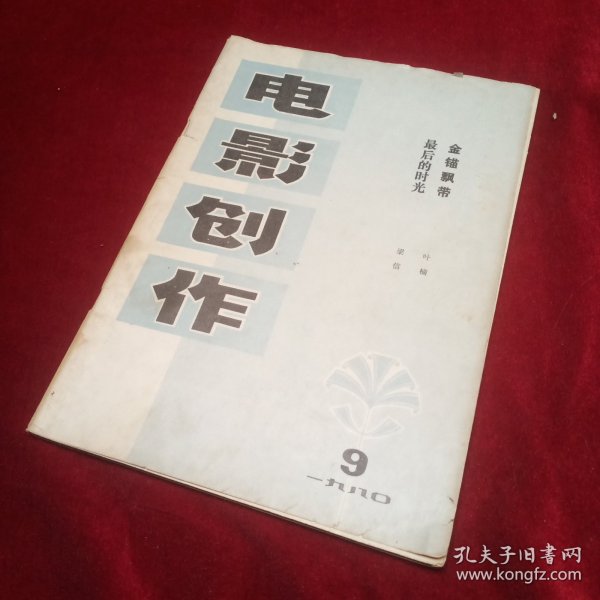 电影创作
金锚飘带
最后的时光
叶楠
梁信
9
一九八〇
孔夫子旧书网
www.kongfz.com